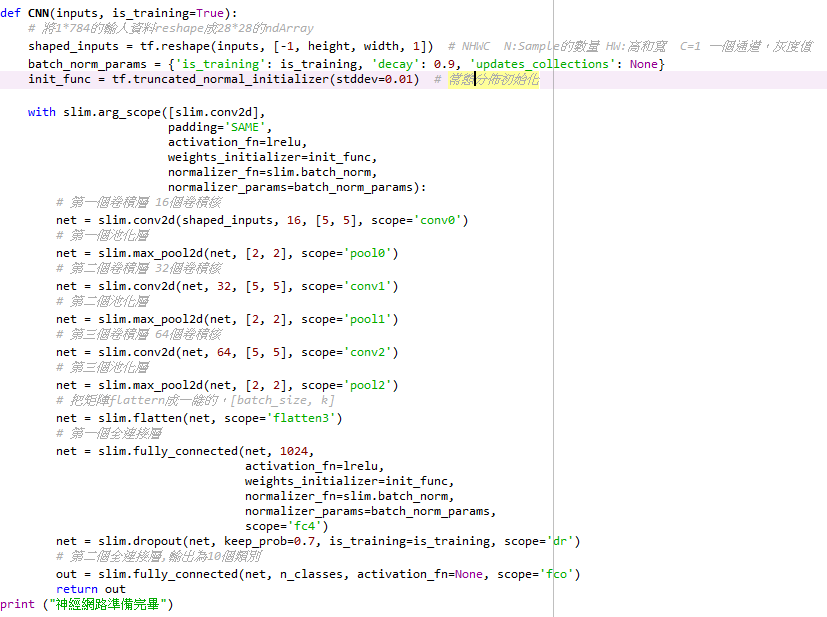 def CNN(inputs, is_training=True):
    # 將1*784的輸入資料reshape成28*28的ndArray
    shaped_inputs = tf.reshape(inputs, [-1, height, width, 1])  # NHWC  N:Sample的數量 HW:高和寬  C=1 一個通道，灰度值
    batch_norm_params = {'is_training': is_training, 'decay': 0.9, 'updates_collections': None}
    init_func = tf.truncated_normal_initializer(stddev=0.01)  # 常態分佈初始化
    with slim.arg_scope([slim.conv2d],
                        padding='SAME',
                        activation_fn=lrelu,
                        weights_initializer=init_func,
                        normalizer_fn=slim.batch_norm,
                        normalizer_params=batch_norm_params):
        # 第一個卷積層 16個卷積核
        net = slim.conv2d(shaped_inputs, 16, [5, 5], scope='conv0')
        # 第一個池化層
        net = slim.max_pool2d(net, [2, 2], scope='pool0')
        # 第二個卷積層 32個卷積核
        net = slim.conv2d(net, 32, [5, 5], scope='conv1')
        # 第二個池化層
        net = slim.max_pool2d(net, [2, 2], scope='pool1')
        # 第三個卷積層 64個卷積核
        net = slim.conv2d(net, 64, [5, 5], scope='conv2')
        # 第三個池化層
        net = slim.max_pool2d(net, [2, 2], scope='pool2')
        # 把矩陣flattern成一維的，[batch_size, k]
        net = slim.flatten(net, scope='flatten3')
        # 第一個全連接層
        net = slim.fully_connected(net, 1024,
                                   activation_fn=lrelu,
                                   weights_initializer=init_func,
                                   normalizer_fn=slim.batch_norm,
                                   normalizer_params=batch_norm_params,
                                   scope='fc4')
        net = slim.dropout(net, keep_prob=0.7, is_training=is_training, scope='dr')
        # 第二個全連接層,輸出為10個類別
        out = slim.fully_connected(net, n_classes, activation_fn=None, scope='fco')
        return out
print ("神經網路準備完畢")